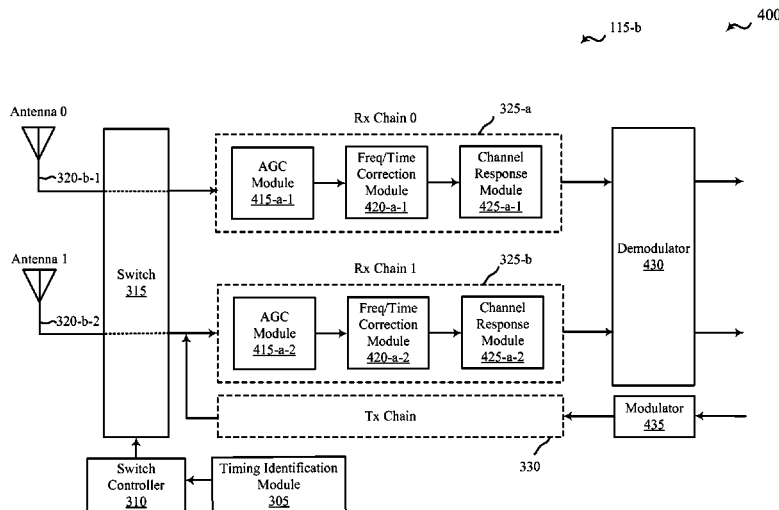 400
115-b
Antenna 0
320-b-1
Antenna 1
320-b-2
Switch
315
Rx Chain 0
325-a
AGC
Module
415-a-1
Freq/Time
Correction
Module
420-a-1
Channel
Response
Module
425-a-1
Rx Chain 1
325-b
AGC
Module
415-a-2
Freq/Time
Correction
Module
420-a-2
Channel
Response
Module
425-a-2
Demodulator
430
Tx Chain
330
Modulator
435
Switch
Controller
310
Timing Identification
Module
305